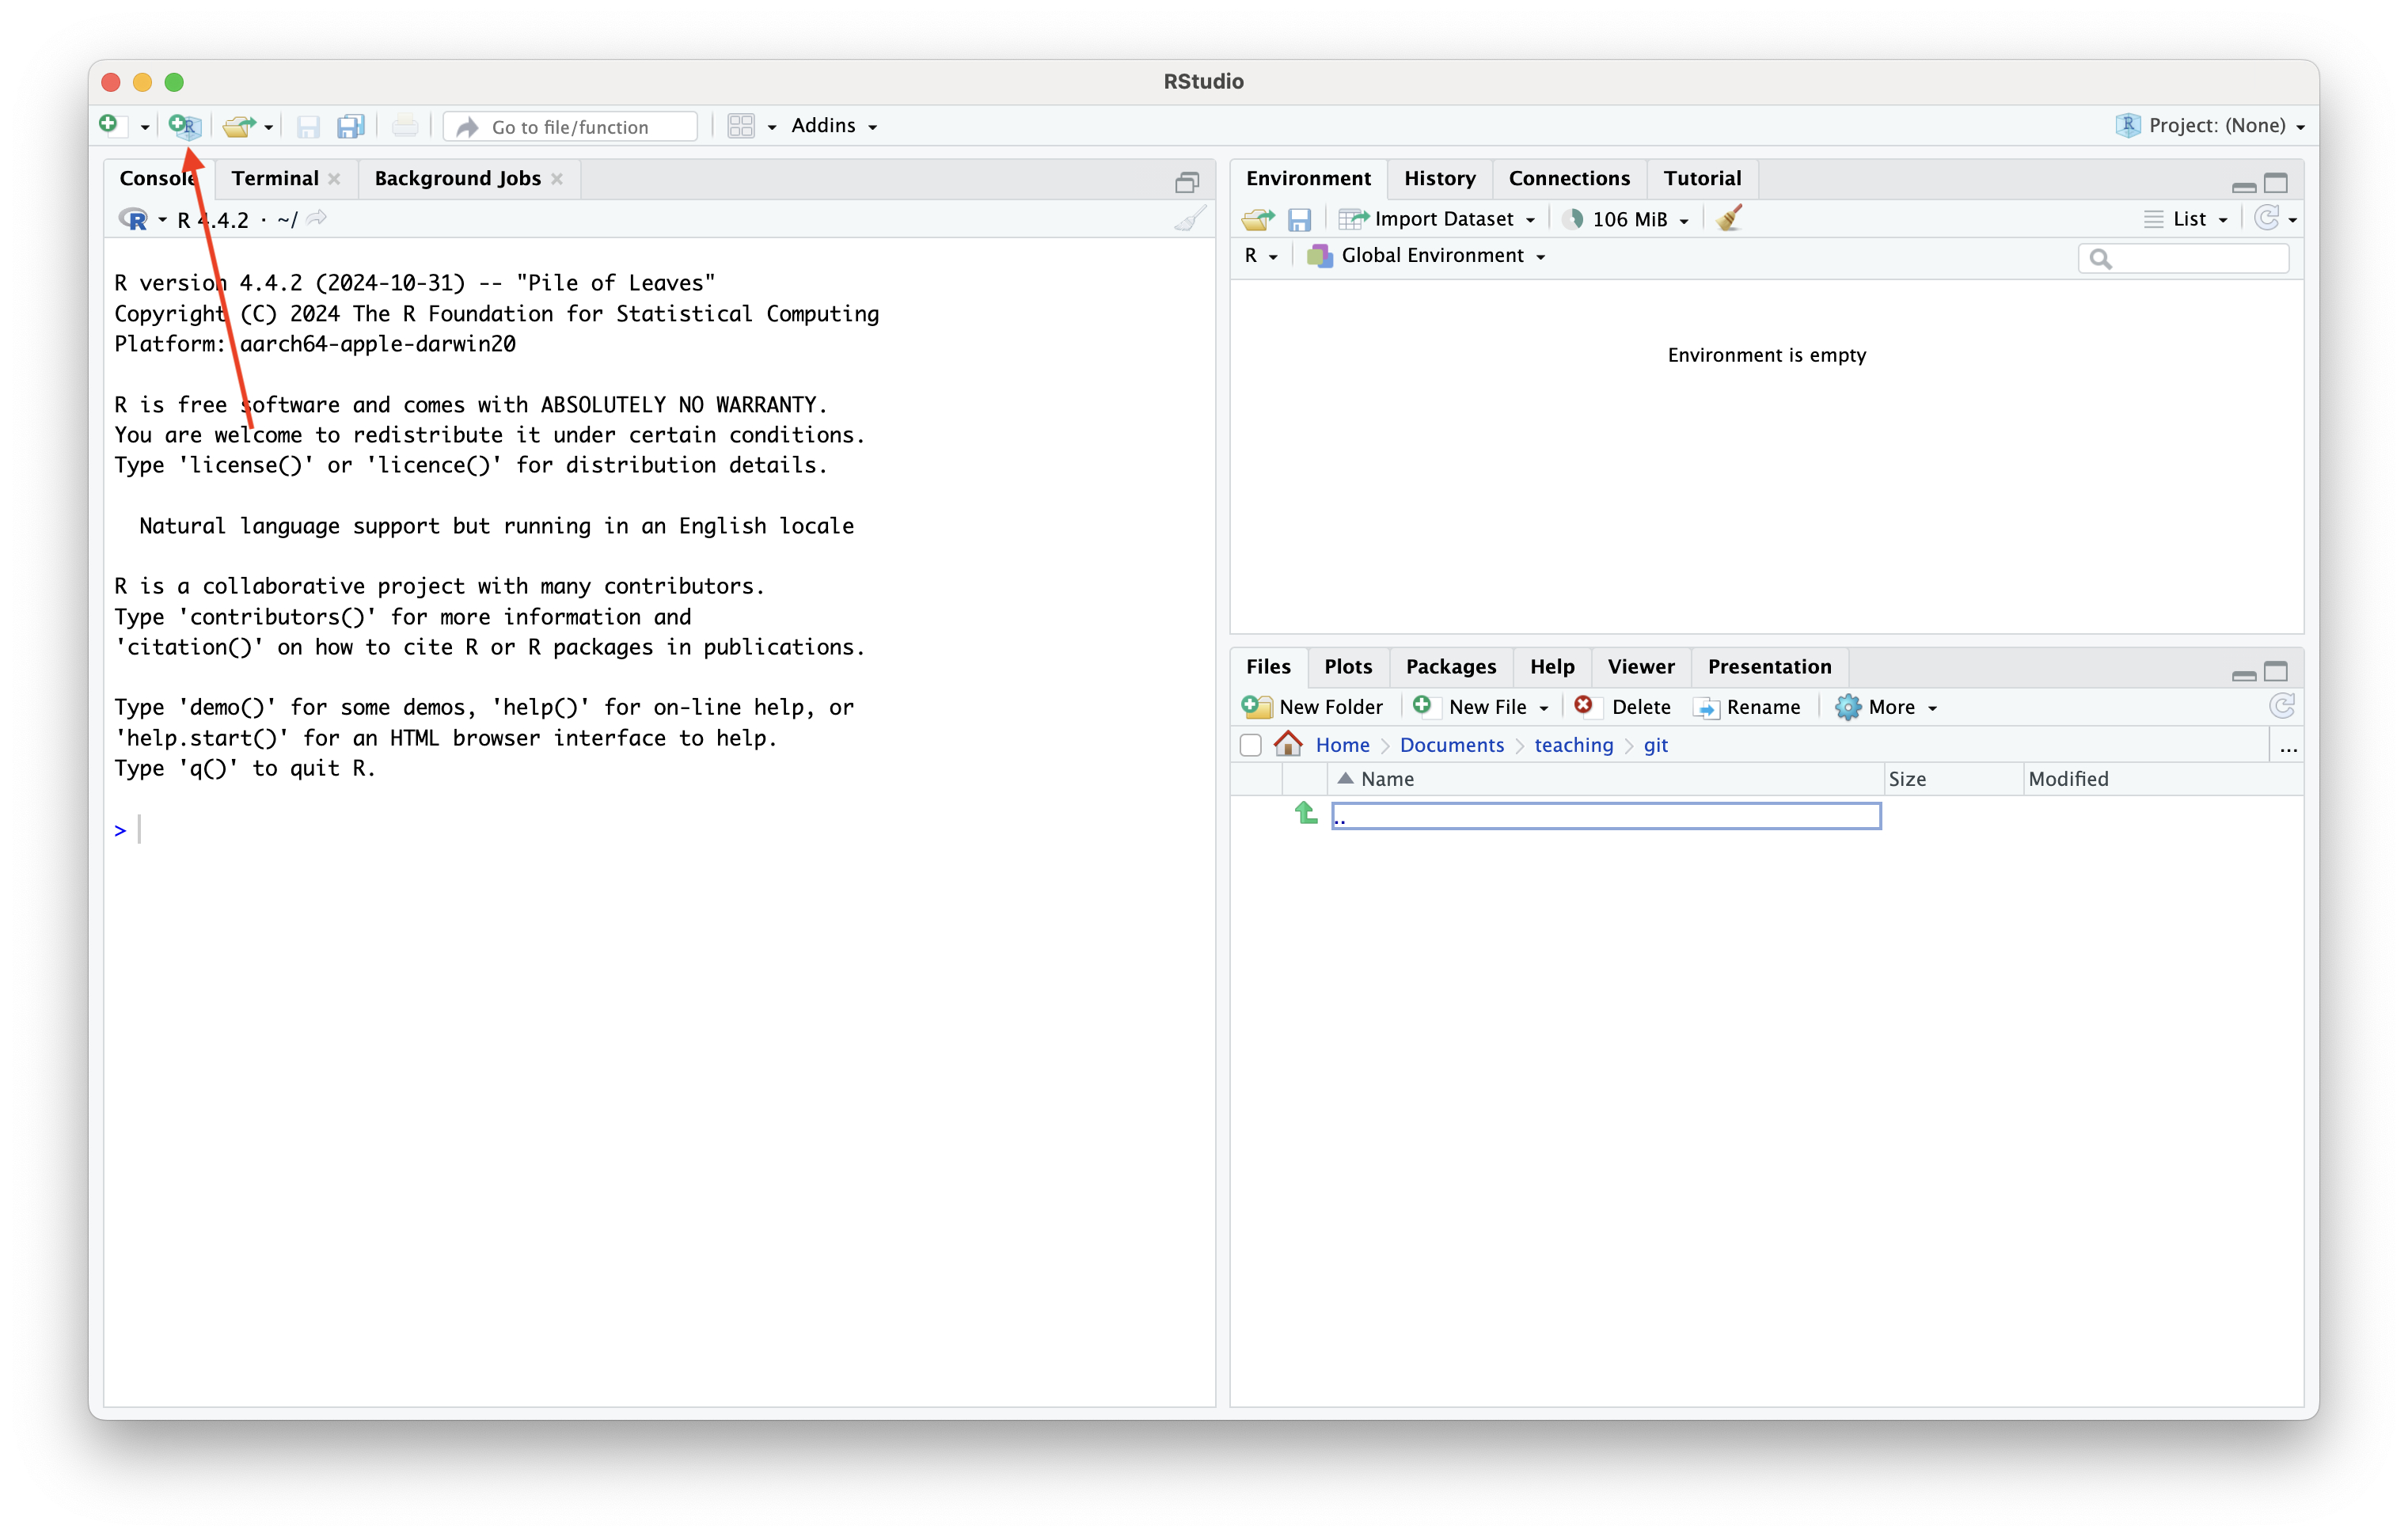 RStudio
Go to file/function
Addins
Project: (None)
Console Terminal Background Jobs
R 4.4.2 · ~/
R version 4.4.2 (2024-10-31) -- "Pile of Leaves"
Copyright (C) 2024 The R Foundation for Statistical Computing
Platform: aarch64-apple-darwin20
R is free software and comes with ABSOLUTELY NO WARRANTY.
You are welcome to redistribute it under certain conditions.
Type 'license()' or 'licence()' for distribution details.
Natural language support but running in an English locale
R is a collaborative project with many contributors.
Type 'contributors()' for more information and
'citation()' on how to cite R or R packages in publications.
Type 'demo()' for some demos, 'help()' for on-line help, or
'help.start()' for an HTML browser interface to help.
Type 'q()' to quit R.
>
Environment History Connections Tutorial
Import Dataset 106 MiB List
R Global Environment
Environment is empty
Files Plots Packages Help Viewer Presentation
New Folder New File Delete Rename More
Home Documents teaching git ...
Name Size Modified
..